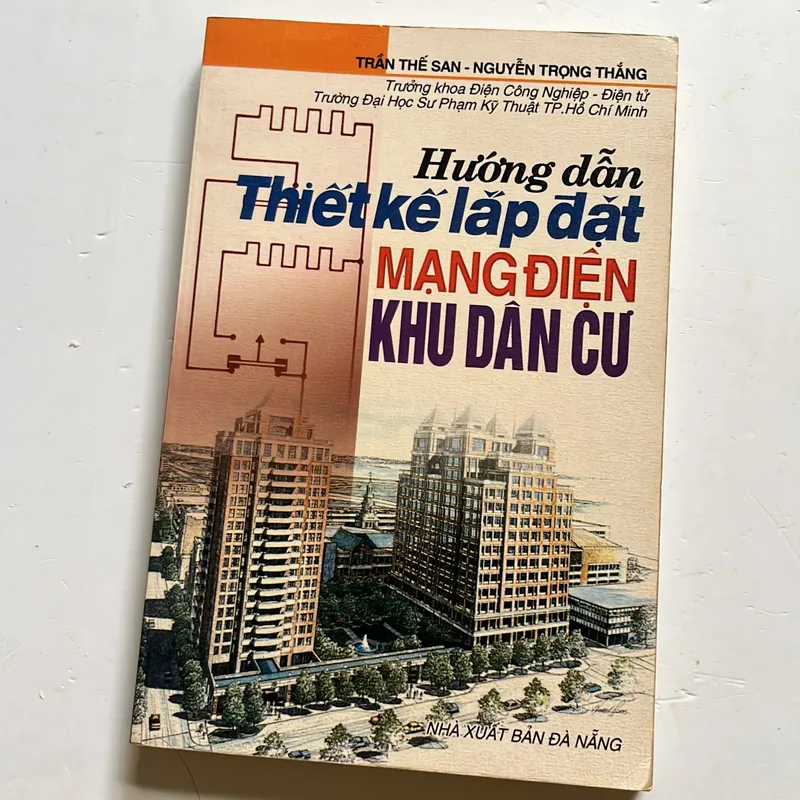 TRẦN THẾ SAN - NGUYỄN TRỌNG THẮNG
Trưởng khoa Điện Công Nghiệp - Điện tử
Trường Đại Học Sư Phạm Kỹ Thuật TP.Hồ Chí Minh
Hướng dẫn
Thiết kế lắp đặt
MẠNG ĐIỆN
KHU DÂN CƯ
NHÀ XUẤT BẢN ĐÀ NẴNG